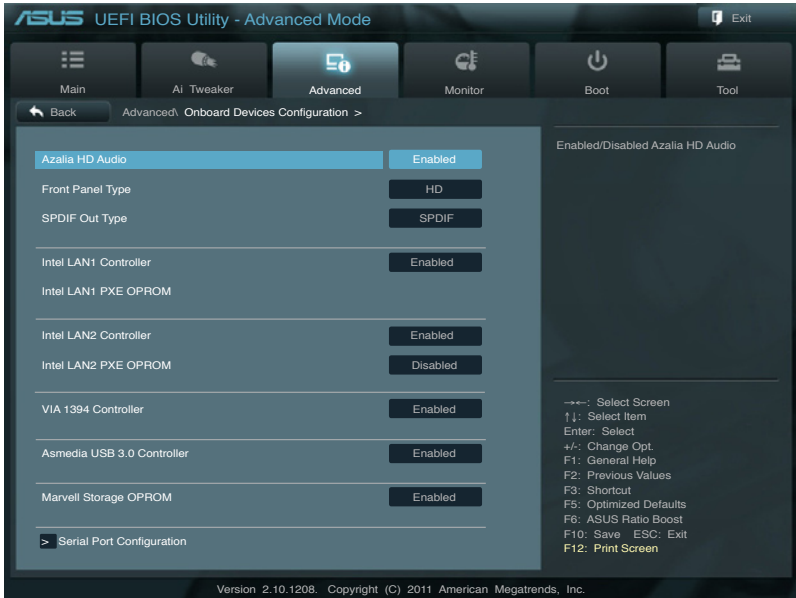 ASUS UEFI BIOS Utility - Advanced Mode
Exit
Main Ai Tweaker Advanced Monitor Boot Tool
Back Advanced\ Onboard Devices Configuration >
Azalia HD Audio Enabled
Front Panel Type HD
SPDIF Out Type SPDIF
Intel LAN1 Controller Enabled
Intel LAN1 PXE OPROM
Intel LAN2 Controller Enabled
Intel LAN2 PXE OPROM Disabled
VIA 1394 Controller Enabled
Asmedia USB 3.0 Controller Enabled
Marvell Storage OPROM Enabled
> Serial Port Configuration
Enabled/Disabled Azalia HD Audio
→←: Select Screen
↑↓: Select Item
Enter: Select
+/-: Change Opt.
F1: General Help
F2: Previous Values
F3: Shortcut
F5: Optimized Defaults
F6: ASUS Ratio Boost
F10: Save ESC: Exit
F12: Print Screen
Version 2.10.1208. Copyright (C) 2011 American Megatrends, Inc.